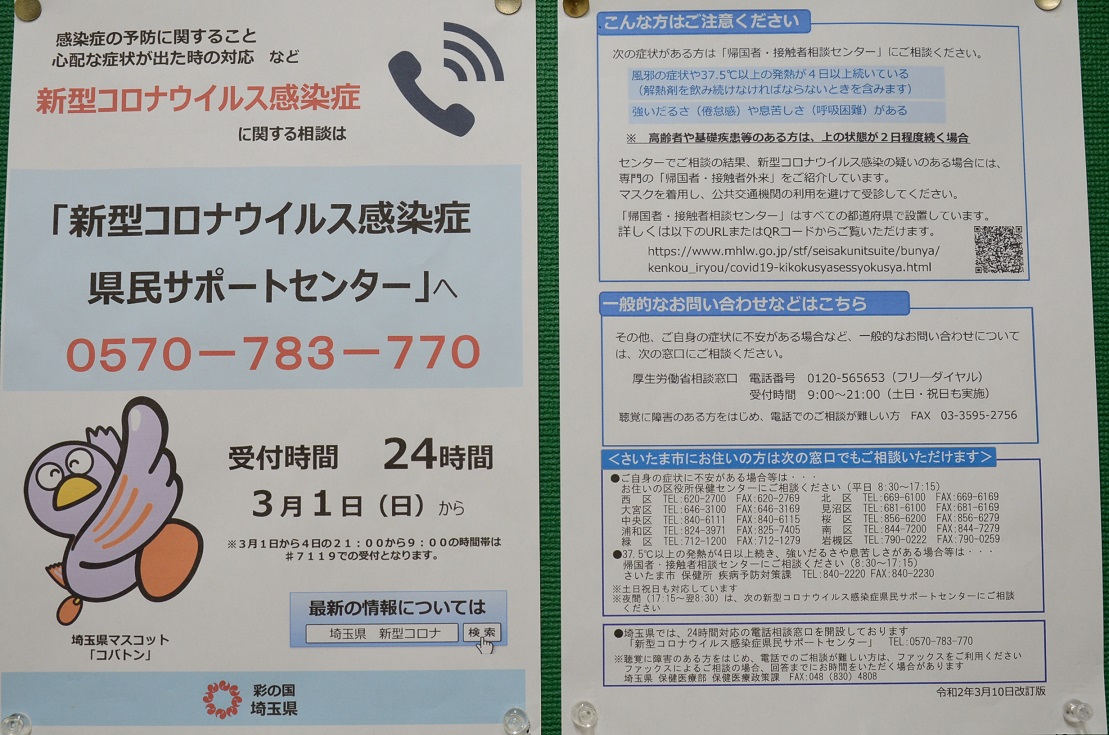 感染症の予防に関すること
心配な症状が出た時の対応 など
新型コロナウイルス感染症
に関する相談は
「新型コロナウイルス感染症
県民サポートセンター」へ
0570-783-770
受付時間 24時間
3月1日（日）から
※3月1日から4日の21：00から9：00の時間帯は
#7119での受付となります。
最新の情報については
埼玉県 新型コロナ 検索
埼玉県マスコット
「コバトン」
彩の国
埼玉県
こんな方はご注意ください
次の症状がある方は「帰国者・接触者相談センター」にご相談ください。
風邪の症状や37.5℃以上の発熱が４日以上続いている
（解熱剤を飲み続けなければならないときを含みます）
強いだるさ（倦怠感）や息苦しさ（呼吸困難）がある
※ 高齢者や基礎疾患等のある方は、上の状態が２日程度続く場合
センターでご相談の結果、新型コロナウイルス感染の疑いのある場合には、
専門の「帰国者・接触者外来」をご紹介しています。
マスクを着用し、公共交通機関の利用を避けて受診してください。
「帰国者・接触者相談センター」はすべての都道府県で設置しています。
詳しくは以下のURLまたはQRコードからご覧いただけます。
https://www.mhlw.go.jp/stf/seisakunitsuite/bunya/
kenkou_iryou/covid19-kikokusyasessyokusya.html
一般的なお問い合わせなどはこちら
その他、ご自身の症状に不安がある場合など、一般的なお問い合わせについて
は、次の窓口にご相談ください。
厚生労働省相談窓口 電話番号 0120-565653（フリーダイヤル）
受付時間 9:00～21:00（土日・祝日も実施）
聴覚に障害のある方をはじめ、電話でのご相談が難しい方 FAX 03-3595-2756
＜さいたま市にお住いの方は次の窓口でもご相談いただけます＞
●ご自身の症状に不安がある場合等は・・・
お住いの区役所保健センターにご相談ください（平日 8:30～17:15）
西 区 TEL:620-2700 FAX:620-2769 北 区 TEL:669-6100 FAX:669-6169
大宮区 TEL:646-3100 FAX:646-3169 見沼区 TEL:681-6100 FAX:681-6169
中央区 TEL:840-6111 FAX:840-6115 桜 区 TEL:856-6200 FAX:856-6279
浦和区 TEL:824-3971 FAX:825-7405 南 区 TEL:844-7200 FAX:844-7279
緑 区 TEL:712-1200 FAX:712-1279 岩槻区 TEL:790-0222 FAX:790-0259
●37.5℃以上の発熱が4日以上続き、強いだるさや息苦しさがある場合等は・・・
帰国者・接触者相談センターにご相談ください（8:30～17:15）
さいたま市 保健所 疾病予防対策課 TEL:840-2220 FAX:840-2230
※土日祝日も対応しています
※夜間（17:15～翌8:30）は、次の新型コロナウイルス感染症県民サポートセンターにご相談
ください
●埼玉県では、24時間対応の電話相談窓口を開設しております
「新型コロナウイルス感染症県民サポートセンター」 TEL:0570-783-770
※聴覚に障害のある方をはじめ、電話でのご相談が難しい方は、ファックスをご利用ください
ファックスによるご相談の場合、回答までにお時間をいただく場合があります
埼玉県 保健医療部 保健医療政策課 FAX:048（830）4808
令和2年3月10日改訂版